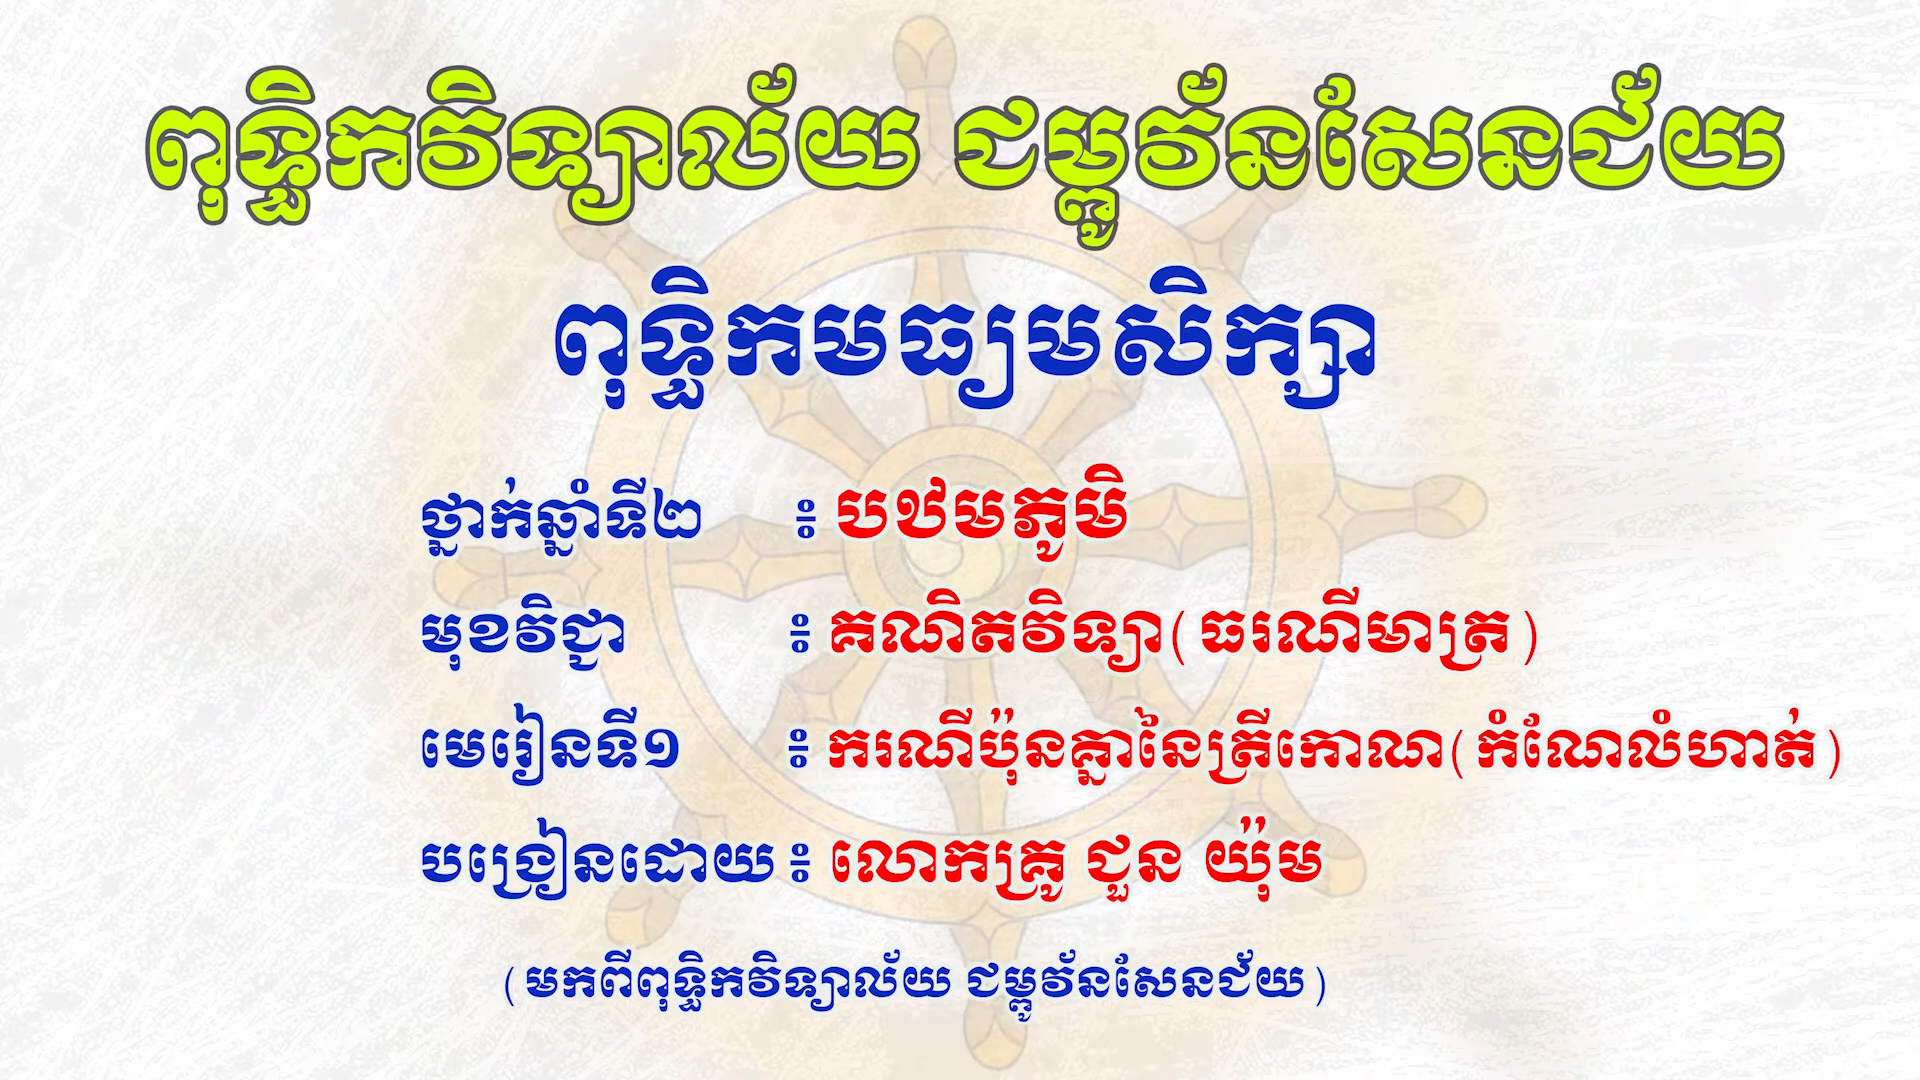 ពុទ្ធិកវិទ្យាល័យ ជម្ពូវ័នសែនជ័យ
ពុទ្ធិកមធ្យមសិក្សា
ថ្នាក់ឆ្នាំទី២ ៖ បឋមភូមិ
មុខវិជ្ជា ៖ គណិតវិទ្យា(ធរណីមាត្រ)
មេរៀនទី១ ៖ ករណីប៉ុនគ្នានៃត្រីកោណ(កំណែលំហាត់)
បង្រៀនដោយ ៖ លោកគ្រូ ជួន យ៉ុម
(មកពីពុទ្ធិកវិទ្យាល័យ ជម្ពូវ័នសែនជ័យ)